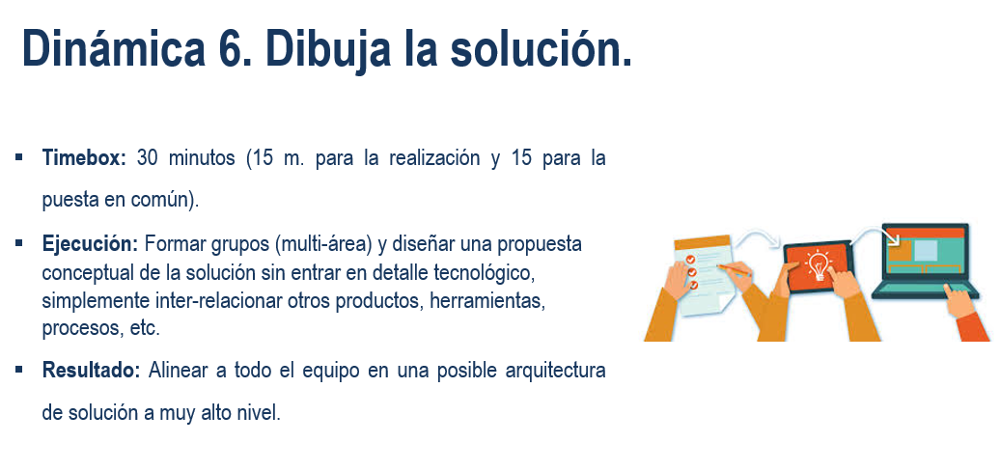 Dinámica 6. Dibuja la solución.
▪ Timebox: 30 minutos (15 m. para la realización y 15 para la
puesta en común).
▪ Ejecución: Formar grupos (multi-área) y diseñar una propuesta
conceptual de la solución sin entrar en detalle tecnológico,
simplemente inter-relacionar otros productos, herramientas,
procesos, etc.
▪ Resultado: Alinear a todo el equipo en una posible arquitectura
de solución a muy alto nivel.